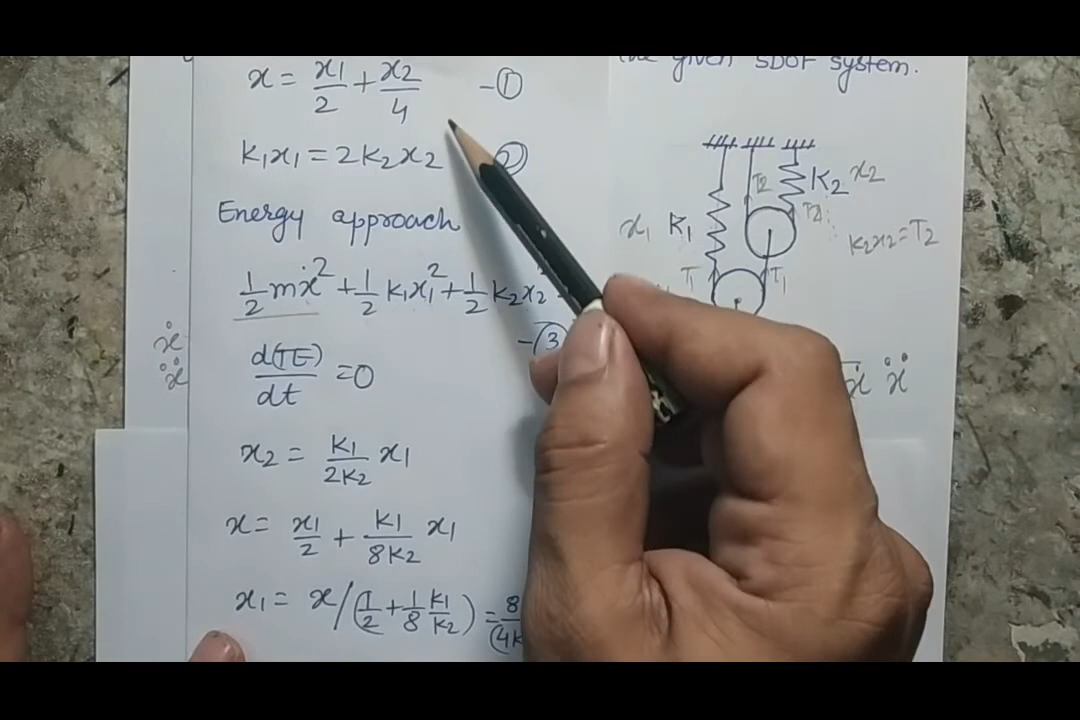 x = x1/2 + x2/4 - ①
K1x1 = 2K2x2 ②
Energy approach
1/2 mẋ² + 1/2 K1x1² + 1/2 K2x2
- ③
ẋ
ẍ
d(TE)/dt = 0
x2 = K1/2K2 x1
x = x1/2 + K1/8K2 x1
x1 = x/(1/2 + 1/8 K1/K2) = 8/(4K
given SDOF system.
T2 K2 x2
T2
x1 K1
K2x2 = T2
T T1
ẋ ẍ